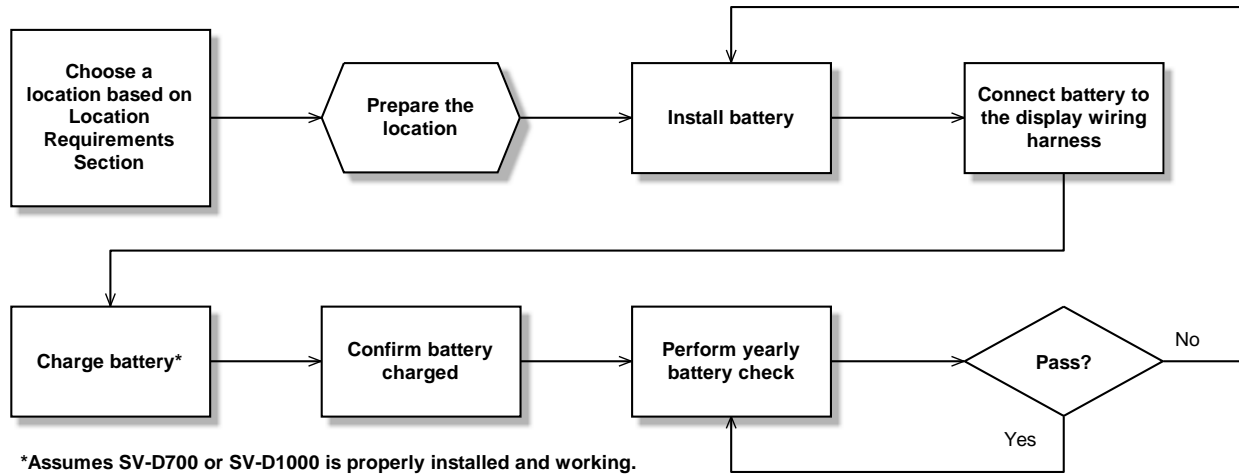 Choose a
location based on
Location
Requirements
Section
Prepare the
location
Install battery
Connect battery to
the display wiring
harness
Charge battery*
Confirm battery
charged
Perform yearly
battery check
Pass?
No
Yes
*Assumes SV-D700 or SV-D1000 is properly installed and working.